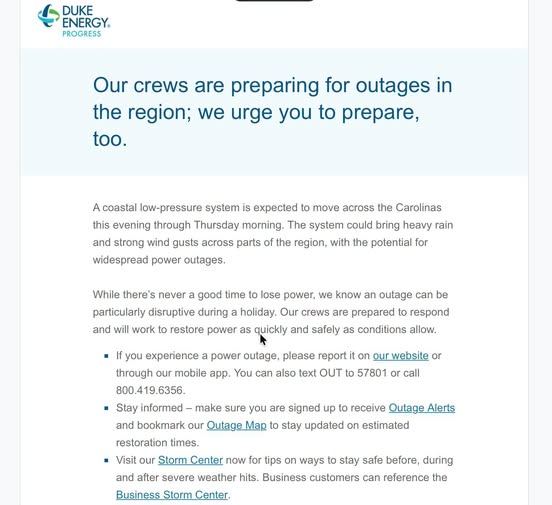 DUKE
ENERGY®
PROGRESS
Our crews are preparing for outages in
the region; we urge you to prepare,
too.
A coastal low-pressure system is expected to move across the Carolinas
this evening through Thursday morning. The system could bring heavy rain
and strong wind gusts across parts of the region, with the potential for
widespread power outages.
While there's never a good time to lose power, we know an outage can be
particularly disruptive during a holiday. Our crews are prepared to respond
and will work to restore power as quickly and safely as conditions allow.
If you experience a power outage, please report it on our website or
through our mobile app. You can also text OUT to 57801 or call
800.419.6356.
Stay informed – make sure you are signed up to receive Outage Alerts
and bookmark our Outage Map to stay updated on estimated
restoration times.
Visit our Storm Center now for tips on ways to stay safe before, during
and after severe weather hits. Business customers can reference the
Business Storm Center.